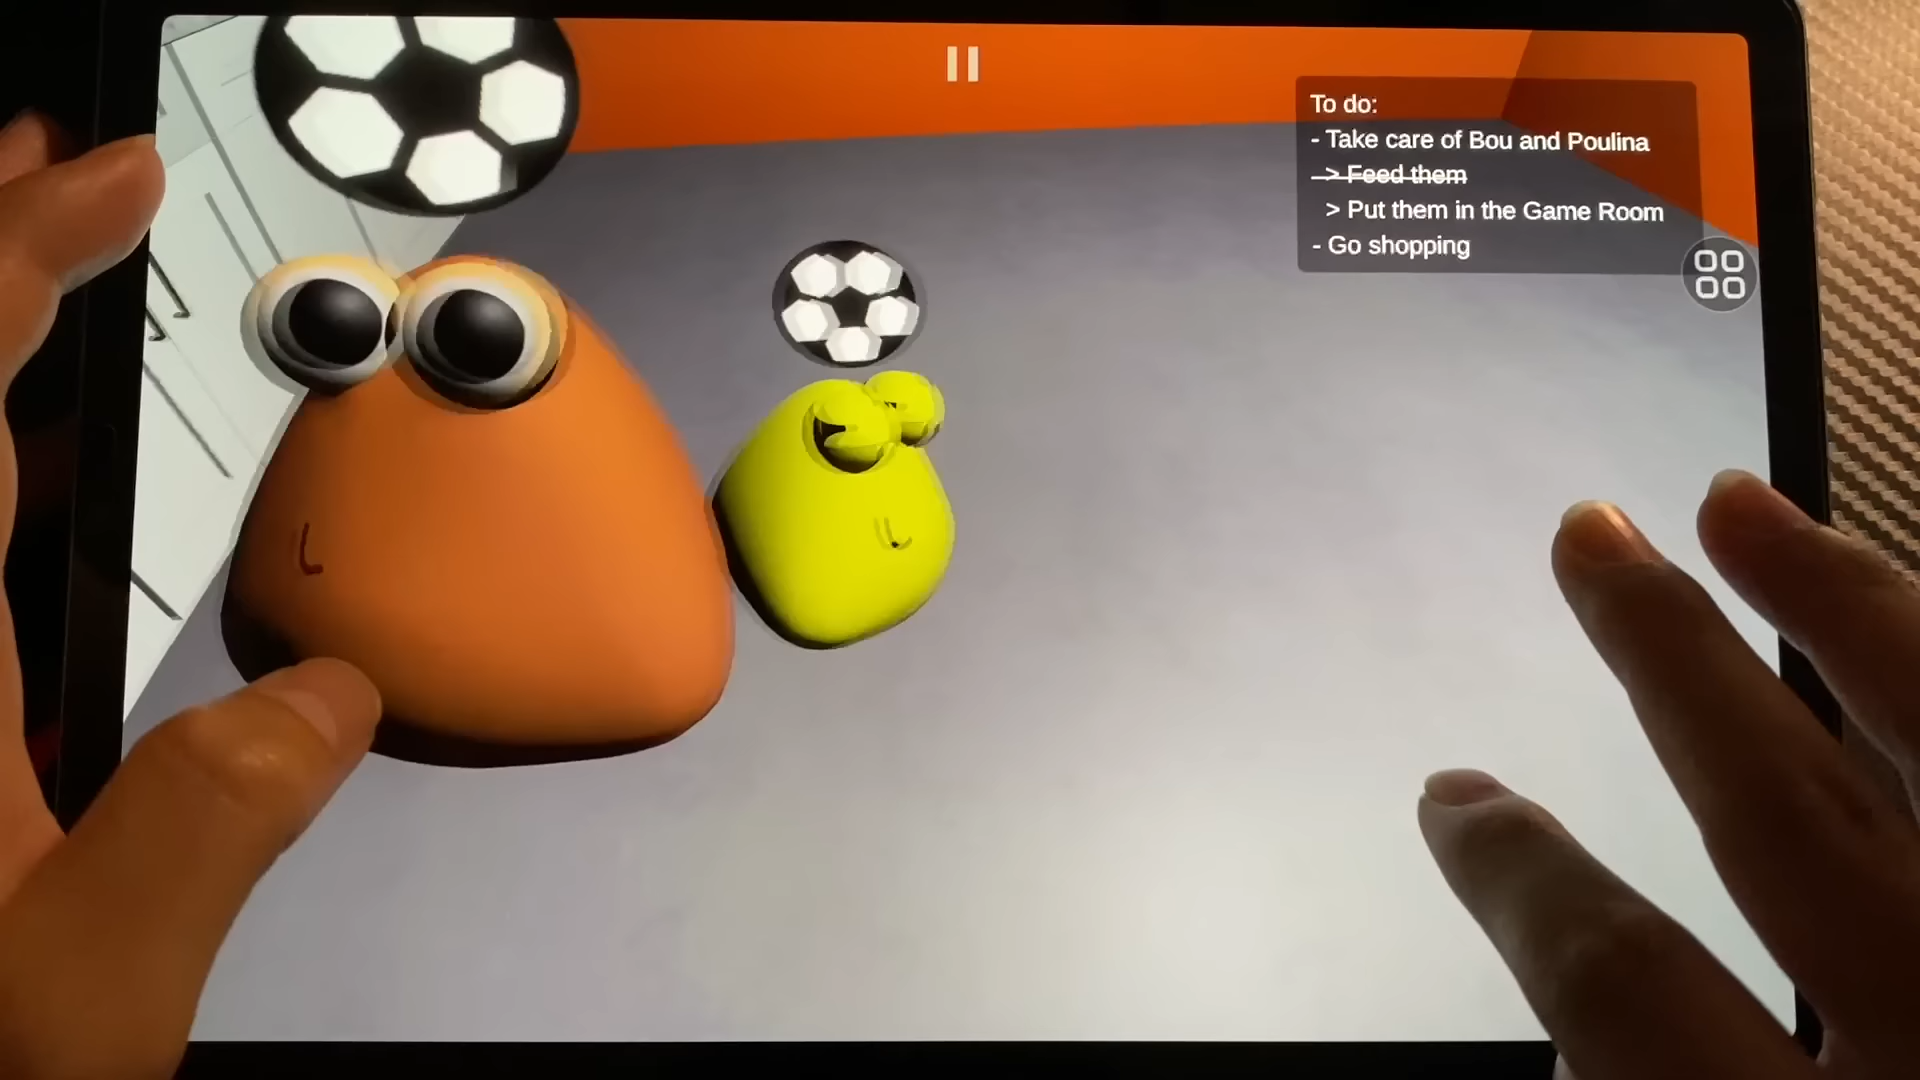 To do:
- Take care of Bou and Poulina
> Feed them
> Put them in the Game Room
- Go shopping